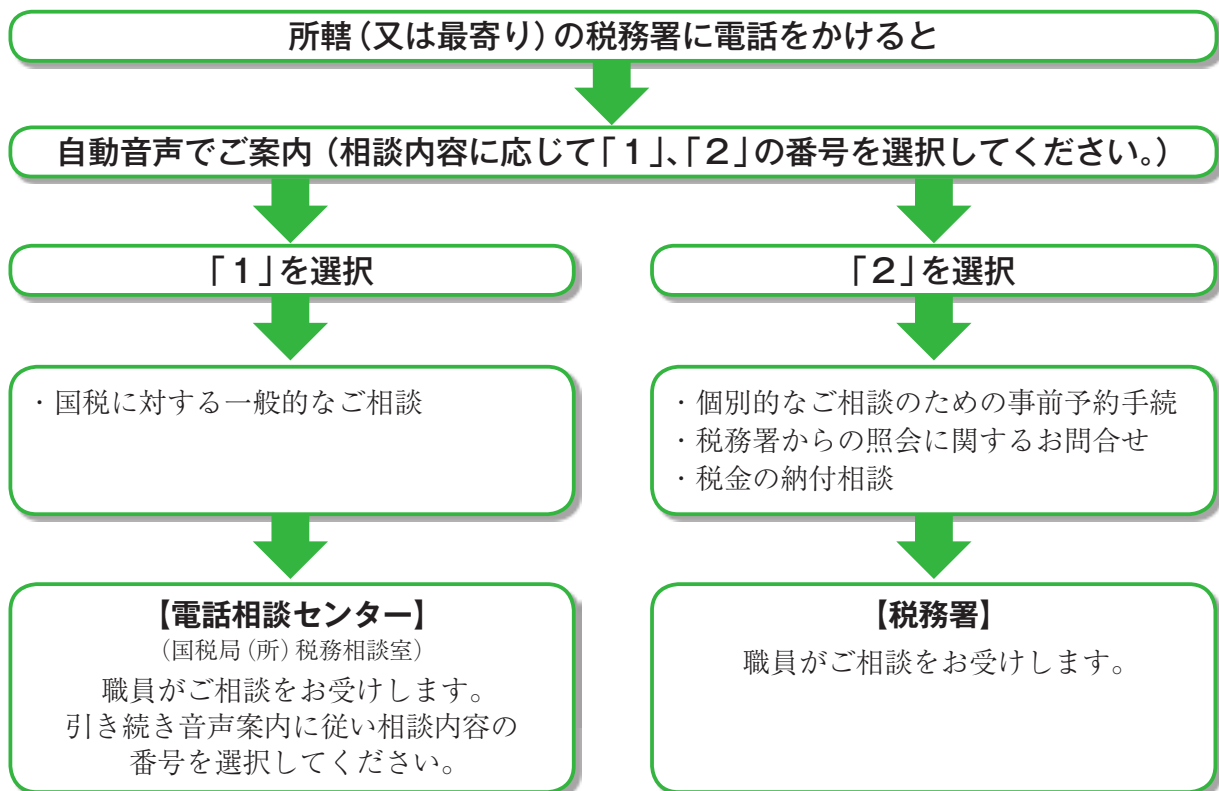 所轄（又は最寄り）の税務署に電話をかけると
自動音声でご案内（相談内容に応じて「１」、「２」の番号を選択してください。）
「１」を選択
・国税に対する一般的なご相談
【電話相談センター】
（国税局（所）税務相談室）
職員がご相談をお受けします。
引き続き音声案内に従い相談内容の
番号を選択してください。
「２」を選択
・個別的なご相談のための事前予約手続
・税務署からの照会に関するお問合せ
・税金の納付相談
【税務署】
職員がご相談をお受けします。